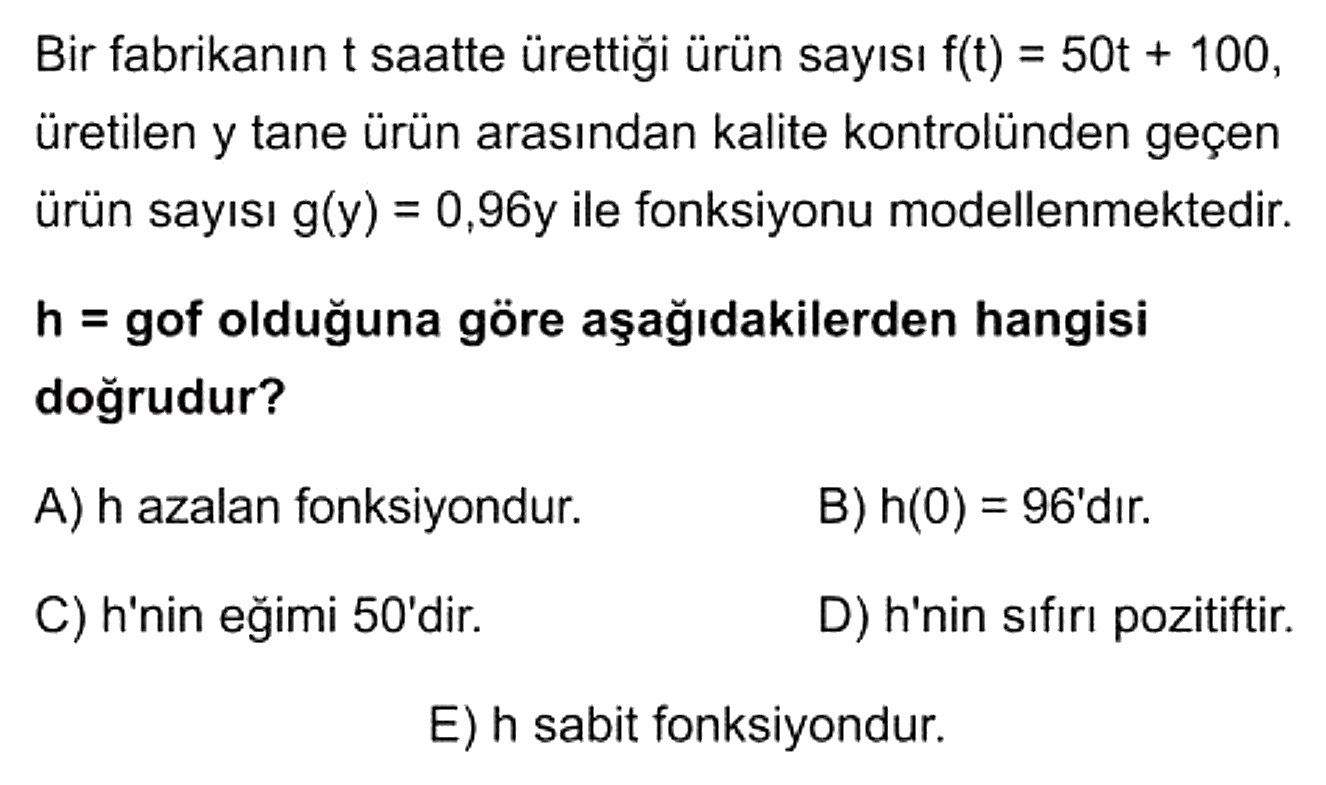 Bir fabrikanın t saatte ürettiği ürün sayısı f(t) = 50t + 100,
üretilen y tane ürün arasından kalite kontrolünden geçen
ürün sayısı g(y) = 0,96y ile fonksiyonu modellenmektedir.
h = gof olduğuna göre aşağıdakilerden hangisi
doğrudur?
A) h azalan fonksiyondur. B) h(0) = 96'dır.
C) h'nin eğimi 50'dir. D) h'nin sıfırı pozitiftir.
E) h sabit fonksiyondur.